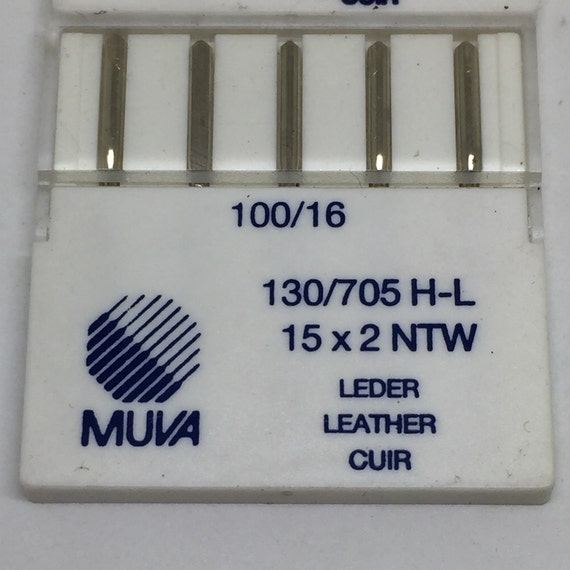 100/16
130/705 H-L
15 x 2 NTW
LEDER
LEATHER
CUIR
MUVA